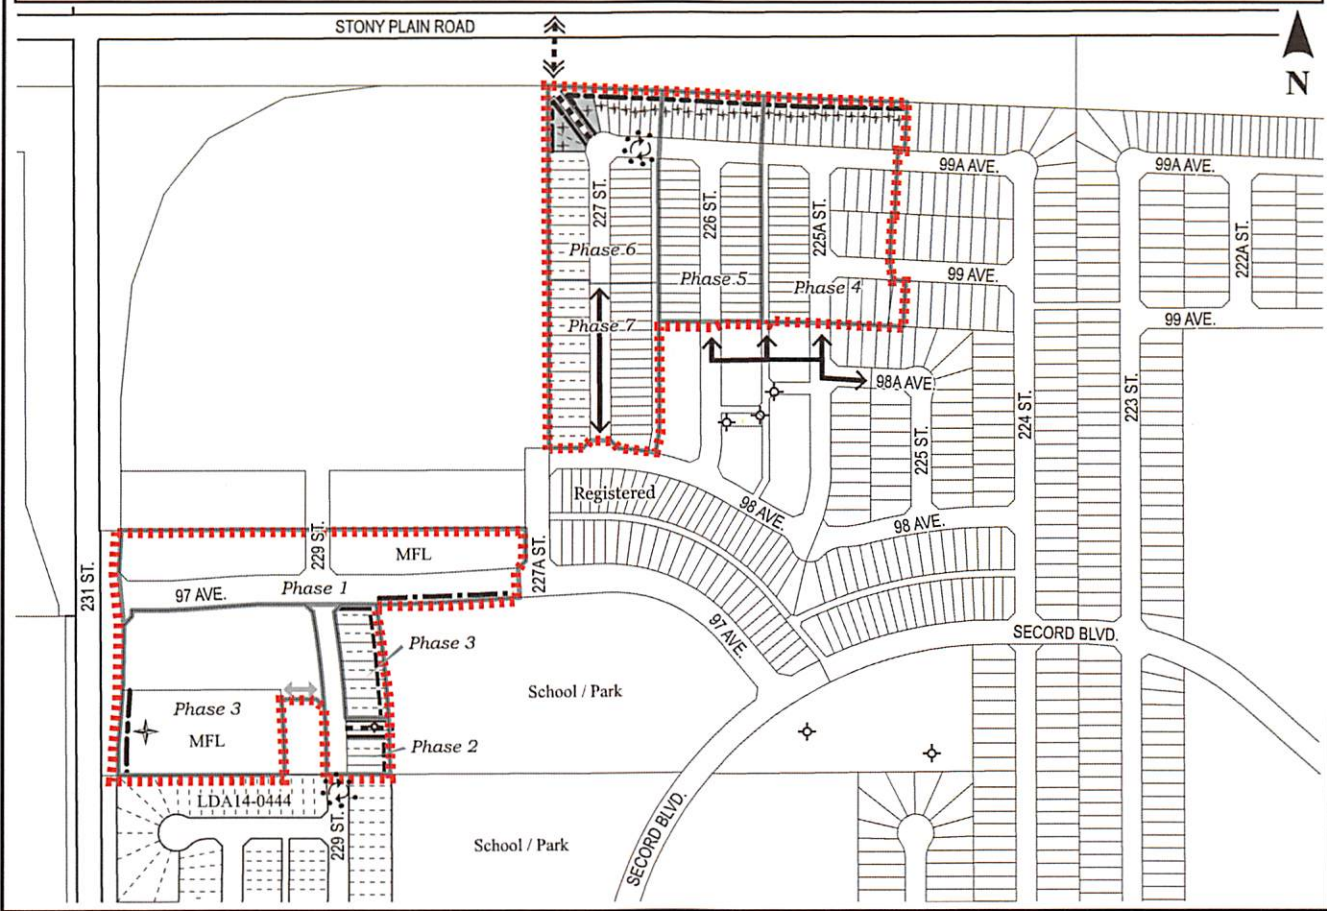 STONY PLAIN ROAD
N
99A AVE.
99A AVE.
227 ST.
226 ST.
225A ST.
222A ST.
Phase 6
Phase 5
Phase 4
99 AVE.
99 AVE.
Phase 7
98A AVE.
224 ST.
223 ST.
225 ST.
Registered
98 AVE.
98 AVE.
229 ST.
MFL
227A ST.
231 ST.
97 AVE.
Phase 1
97 AVE.
SECORD BLVD.
Phase 3
School / Park
Phase 3
MFL
Phase 2
LDA14-0444
229 ST.
School / Park
SECORD BLVD.